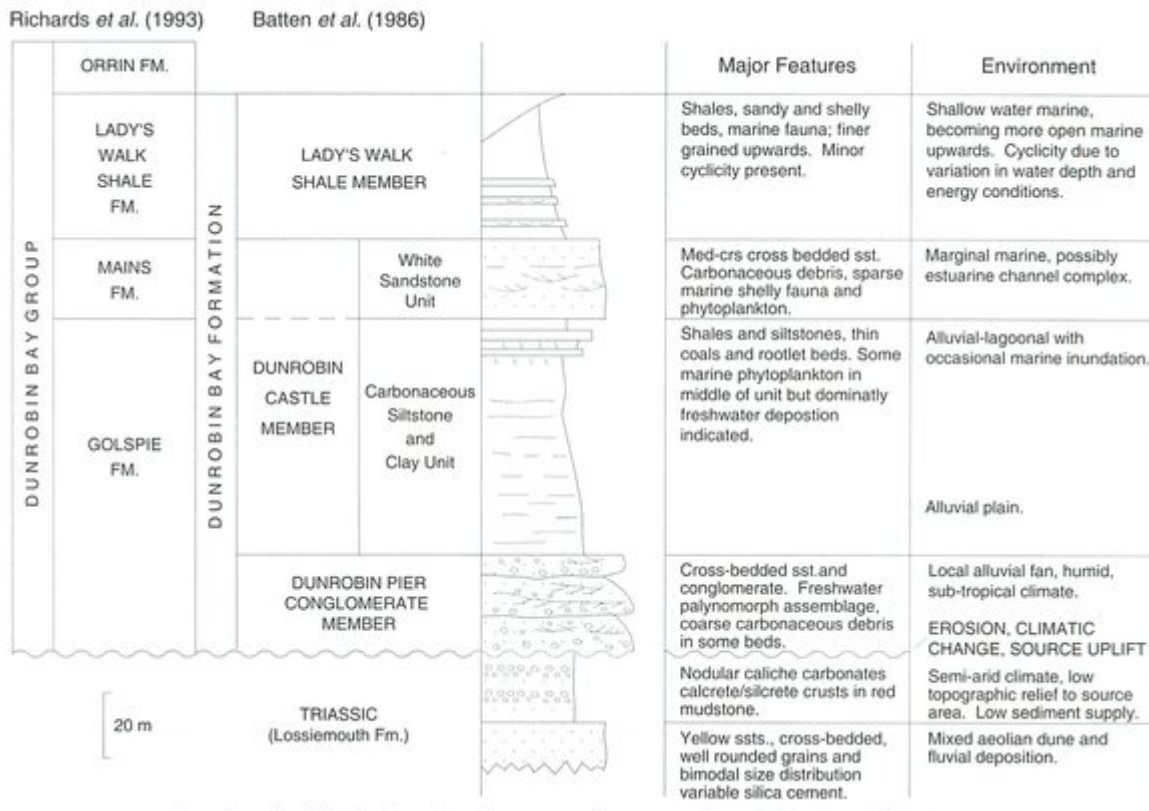 Richards et al. (1993)
Batten et al. (1986)
Major Features
Environment
DUNROBIN BAY GROUP
ORRIN FM.
LADY'S
WALK
SHALE
FM.
MAINS
FM.
GOLSPIE
FM.
DUNROBIN BAY FORMATION
LADY'S WALK
SHALE MEMBER
DUNROBIN
CASTLE
MEMBER
White
Sandstone
Unit
Carbonaceous
Siltstone
and
Clay Unit
DUNROBIN PIER
CONGLOMERATE
MEMBER
TRIASSIC
(Lossiemouth Fm.)
20 m
Shales, sandy and shelly
beds, marine fauna; finer
grained upwards. Minor
cyclicity present.
Shallow water marine,
becoming more open marine
upwards. Cyclicity due to
variation in water depth and
energy conditions.
Med-crs cross bedded sst.
Carbonaceous debris, sparse
marine shelly fauna and
phytoplankton.
Marginal marine, possibly
estuarine channel complex.
Shales and siltstones, thin
coals and rootlet beds. Some
marine phytoplankton in
middle of unit but dominatly
freshwater depostion
indicated.
Alluvial-lagoonal with
occasional marine inundation.
Alluvial plain.
Cross-bedded sst.and
conglomerate. Freshwater
palynomorph assemblage,
coarse carbonaceous debris
in some beds.
Local alluvial fan, humid,
sub-tropical climate.
EROSION, CLIMATIC
CHANGE, SOURCE UPLIFT
Nodular caliche carbonates
calcrete/silcrete crusts in red
mudstone.
Semi-arid climate, low
topographic relief to source
area. Low sediment supply.
Yellow ssts., cross-bedded,
well rounded grains and
bimodal size distribution
variable silica cement.
Mixed aeolian dune and
fluvial deposition.